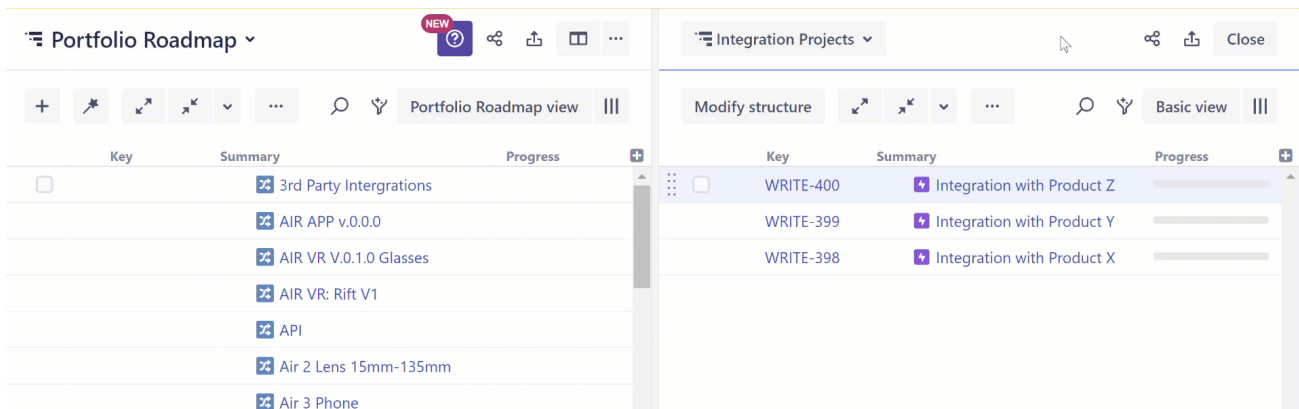 Portfolio Roadmap
NEW
Portfolio Roadmap view
Key Summary Progress
3rd Party Intergrations
AIR APP v.0.0.0
AIR VR V.0.1.0 Glasses
AIR VR: Rift V1
API
Air 2 Lens 15mm-135mm
Air 3 Phone
Integration Projects
Close
Modify structure
Basic view
Key Summary Progress
WRITE-400 Integration with Product Z
WRITE-399 Integration with Product Y
WRITE-398 Integration with Product X